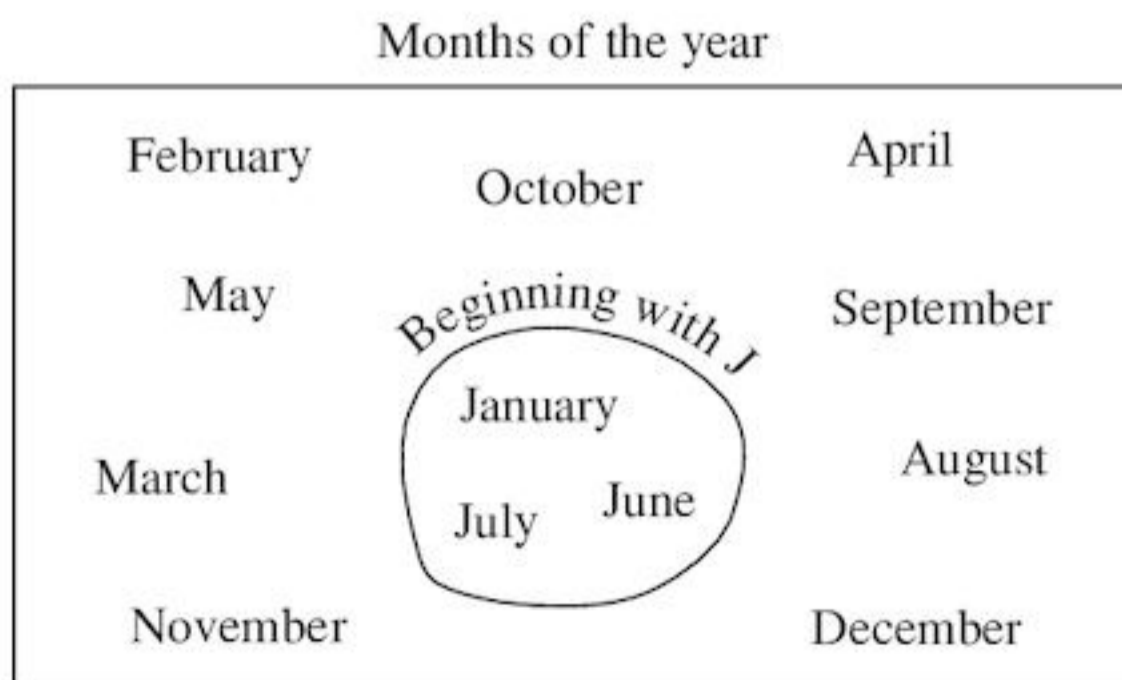 Months of the year
February
October
April
May
Beginning with J
September
January
March
August
July
June
November
December